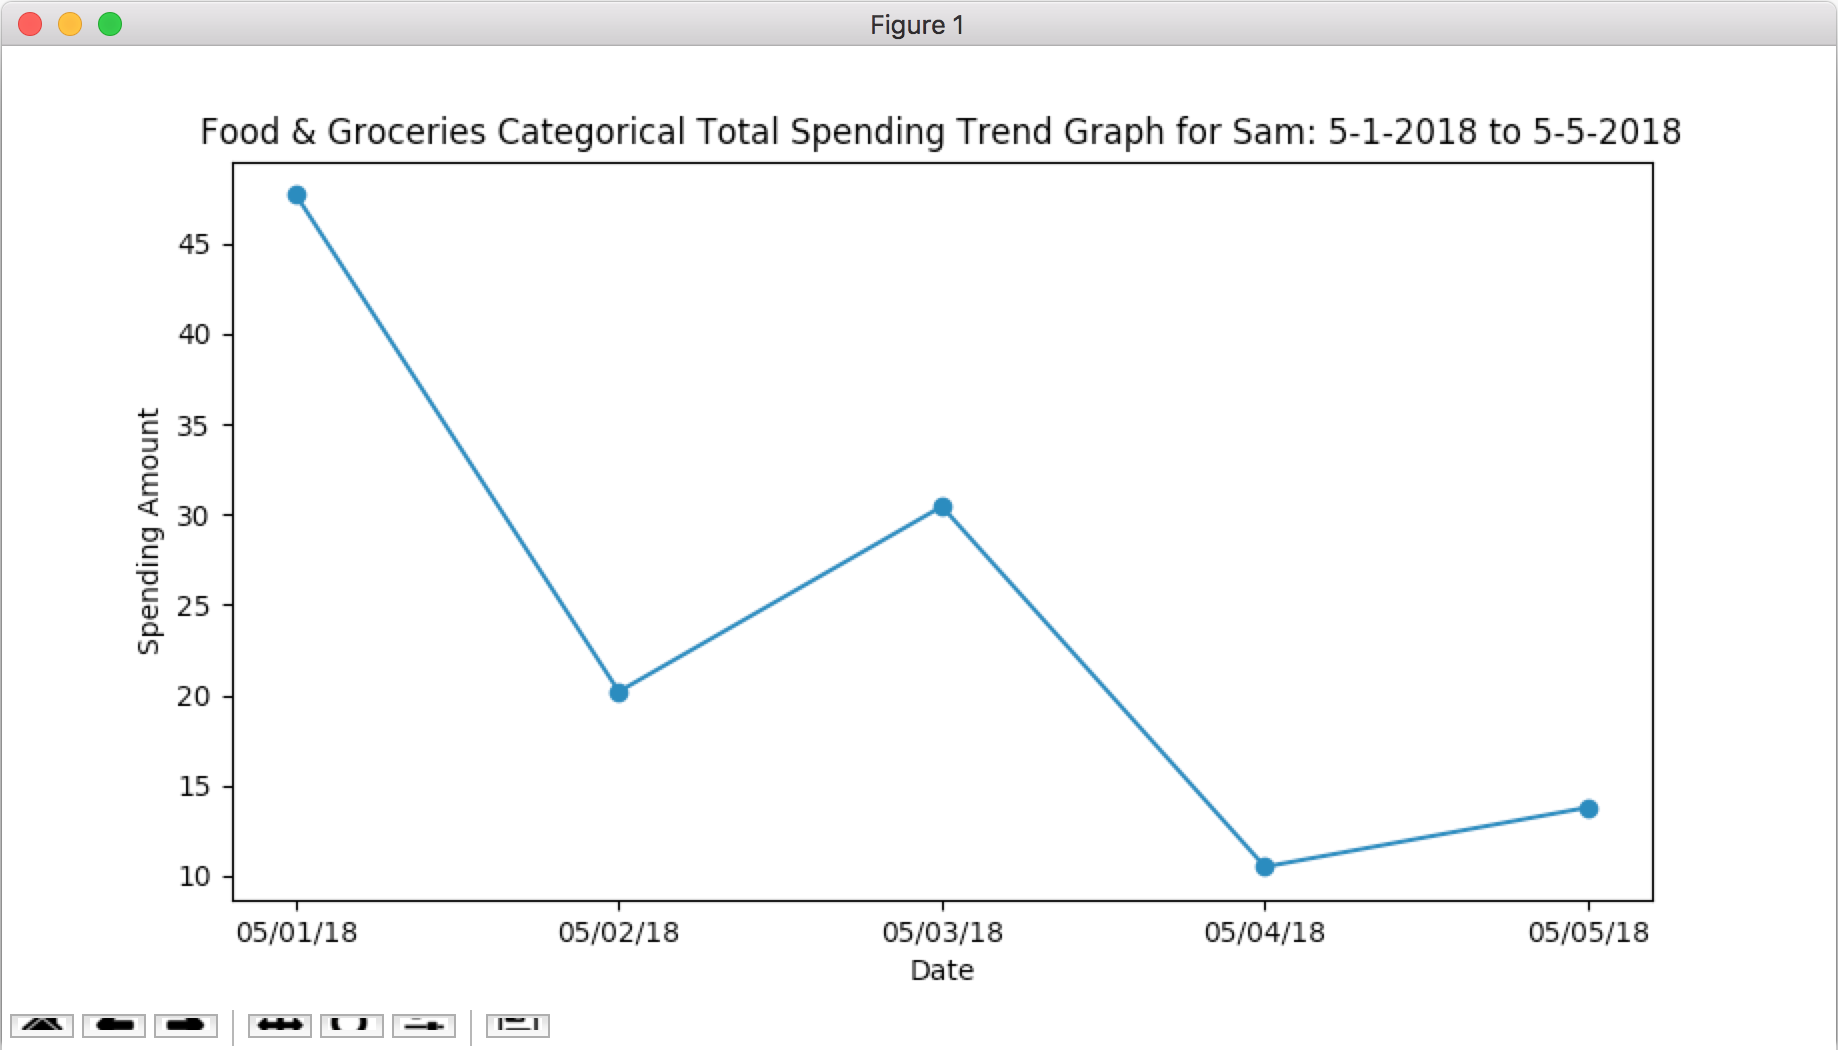 Figure 1
Food & Groceries Categorical Total Spending Trend Graph for Sam: 5-1-2018 to 5-5-2018
45
40
35
30
25
20
15
10
Spending Amount
05/01/18 05/02/18 05/03/18 05/04/18 05/05/18
Date